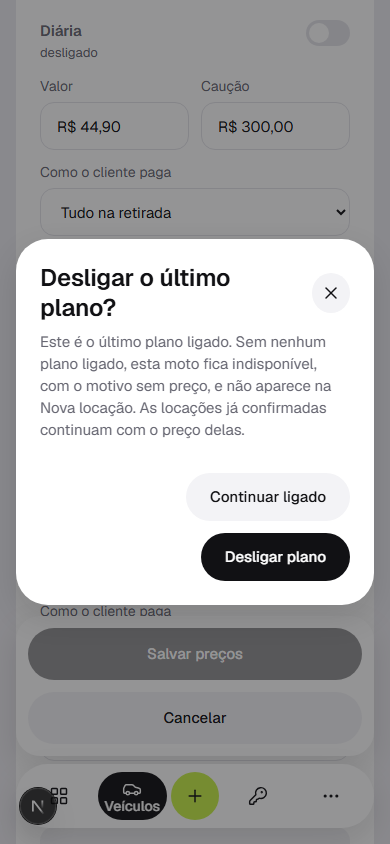 Diária
desligado
Valor
Caução
R$ 44,90
R$ 300,00
Como o cliente paga
Tudo na retirada
Desligar o último
plano?
Este é o último plano ligado. Sem nenhum
plano ligado, esta moto fica indisponível,
com o motivo sem preço, e não aparece na
Nova locação. As locações já confirmadas
continuam com o preço delas.
Continuar ligado
Desligar plano
Como o cliente paga
Salvar preços
Cancelar
N
Veículos